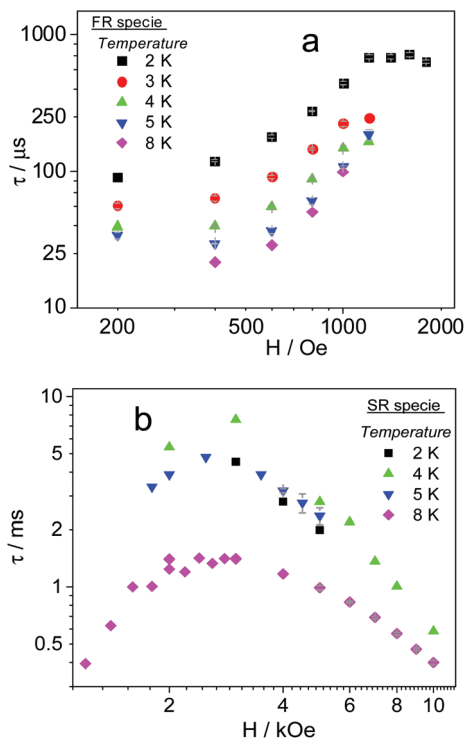 FR specie
a
Temperature
2 K
3 K
4 K
5 K
8 K
1000
250
100
25
10
τ / μs
200
500
1000
2000
H / Oe
b
SR specie
Temperature
2 K
4 K
5 K
8 K
10
5
2
1
0.5
τ / ms
2
4
6
8
10
H / kOe